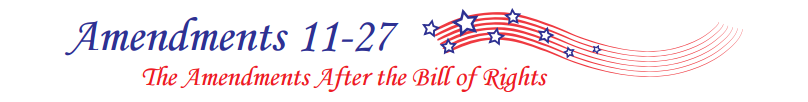 Amendments 11-27
The Amendments After the Bill of Rights